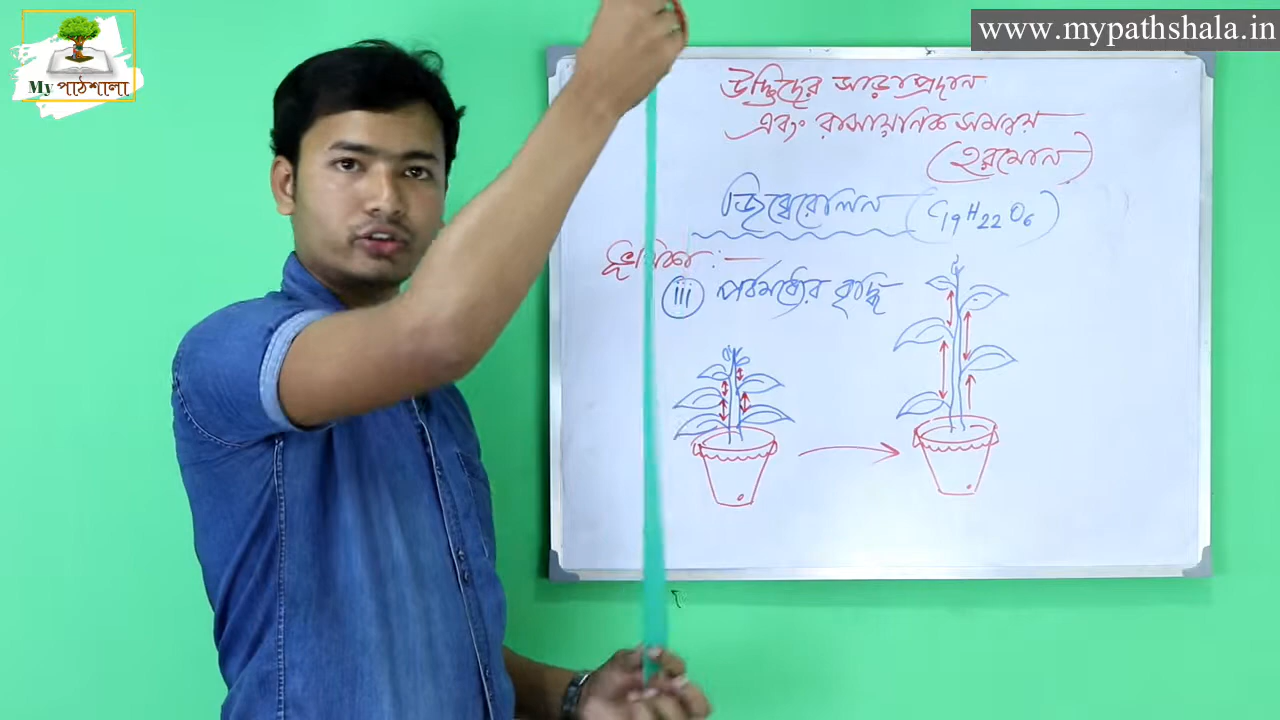 My পাঠশালা
www.mypathshala.in
উদ্ভিদের সাড়াপ্রদান
এবং রাসায়নিক সমন্বয়
(হরমোন)
জিব্বেরেলিন (C19H22O6)
:—
iii পর্বমধ্যের বৃদ্ধি